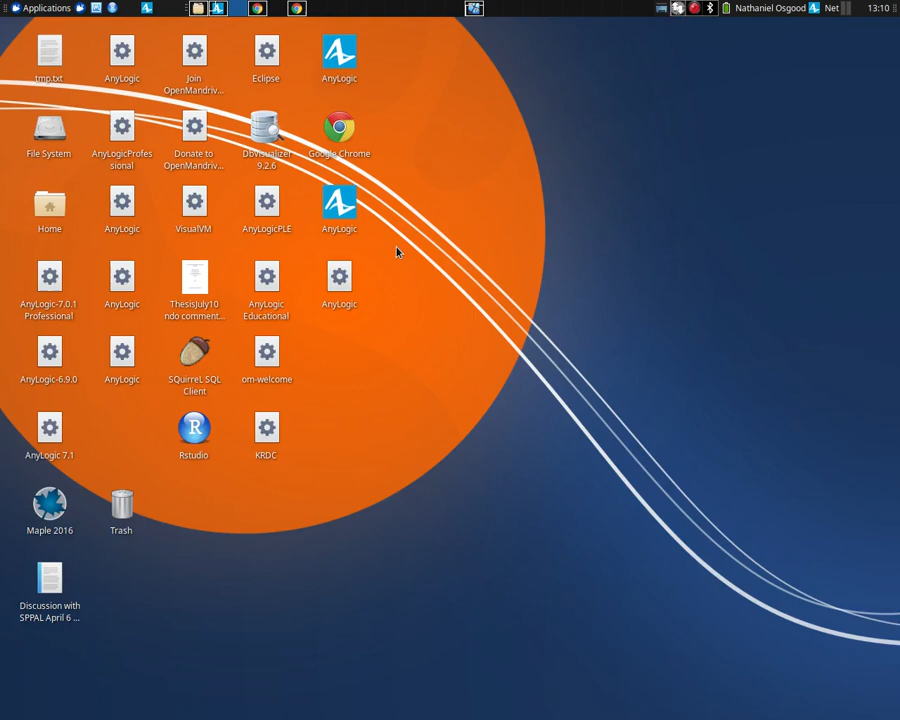 Applications
Nathaniel Osgood
Net
13:10
tmp.txt
AnyLogic
Join
OpenMandriv...
Eclipse
AnyLogic
File System
AnyLogicProfes
sional
Donate to
OpenMandriv...
DbVisualizer
9.2.6
Google Chrome
Home
AnyLogic
VisualVM
AnyLogicPLE
AnyLogic
AnyLogic-7.0.1
Professional
AnyLogic
ThesisJuly10
ndo comment...
AnyLogic
Educational
AnyLogic
AnyLogic-6.9.0
AnyLogic
SQuirreL SQL
Client
om-welcome
AnyLogic 7.1
R
Rstudio
KRDC
Maple 2016
Trash
Discussion with
SPPAL April 6 ...